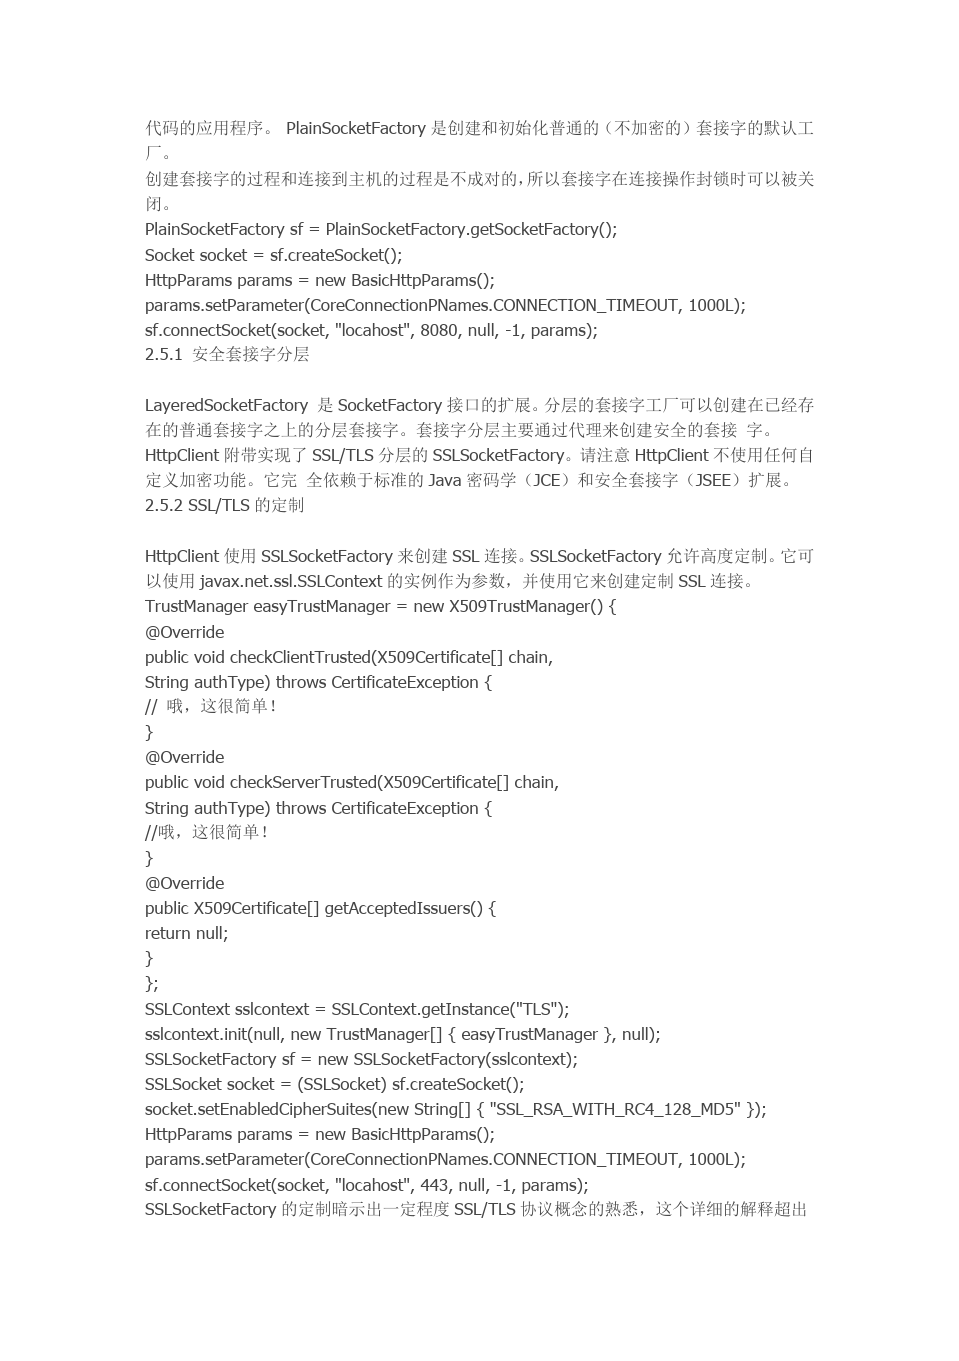 代码的应用程序。 PlainSocketFactory 是创建和初始化普通的（不加密的）套接字的默认工
厂。
创建套接字的过程和连接到主机的过程是不成对的，所以套接字在连接操作封锁时可以被关
闭。
PlainSocketFactory sf = PlainSocketFactory.getSocketFactory();
Socket socket = sf.createSocket();
HttpParams params = new BasicHttpParams();
params.setParameter(CoreConnectionPNames.CONNECTION_TIMEOUT, 1000L);
sf.connectSocket(socket, "locahost", 8080, null, -1, params);
2.5.1 安全套接字分层
LayeredSocketFactory 是 SocketFactory 接口的扩展。分层的套接字工厂可以创建在已经存
在的普通套接字之上的分层套接字。套接字分层主要通过代理来创建安全的套接 字。
HttpClient 附带实现了 SSL/TLS 分层的 SSLSocketFactory。请注意 HttpClient 不使用任何自
定义加密功能。它完 全依赖于标准的 Java 密码学（JCE）和安全套接字（JSEE）扩展。
2.5.2 SSL/TLS 的定制
HttpClient 使用 SSLSocketFactory 来创建 SSL 连接。SSLSocketFactory 允许高度定制。它可
以使用 javax.net.ssl.SSLContext 的实例作为参数，并使用它来创建定制 SSL 连接。
TrustManager easyTrustManager = new X509TrustManager() {
@Override
public void checkClientTrusted(X509Certificate[] chain,
String authType) throws CertificateException {
// 哦，这很简单！
}
@Override
public void checkServerTrusted(X509Certificate[] chain,
String authType) throws CertificateException {
//哦，这很简单！
}
@Override
public X509Certificate[] getAcceptedIssuers() {
return null;
}
};
SSLContext sslcontext = SSLContext.getInstance("TLS");
sslcontext.init(null, new TrustManager[] { easyTrustManager }, null);
SSLSocketFactory sf = new SSLSocketFactory(sslcontext);
SSLSocket socket = (SSLSocket) sf.createSocket();
socket.setEnabledCipherSuites(new String[] { "SSL_RSA_WITH_RC4_128_MD5" });
HttpParams params = new BasicHttpParams();
params.setParameter(CoreConnectionPNames.CONNECTION_TIMEOUT, 1000L);
sf.connectSocket(socket, "locahost", 443, null, -1, params);
SSLSocketFactory 的定制暗示出一定程度 SSL/TLS 协议概念的熟悉，这个详细的解释超出